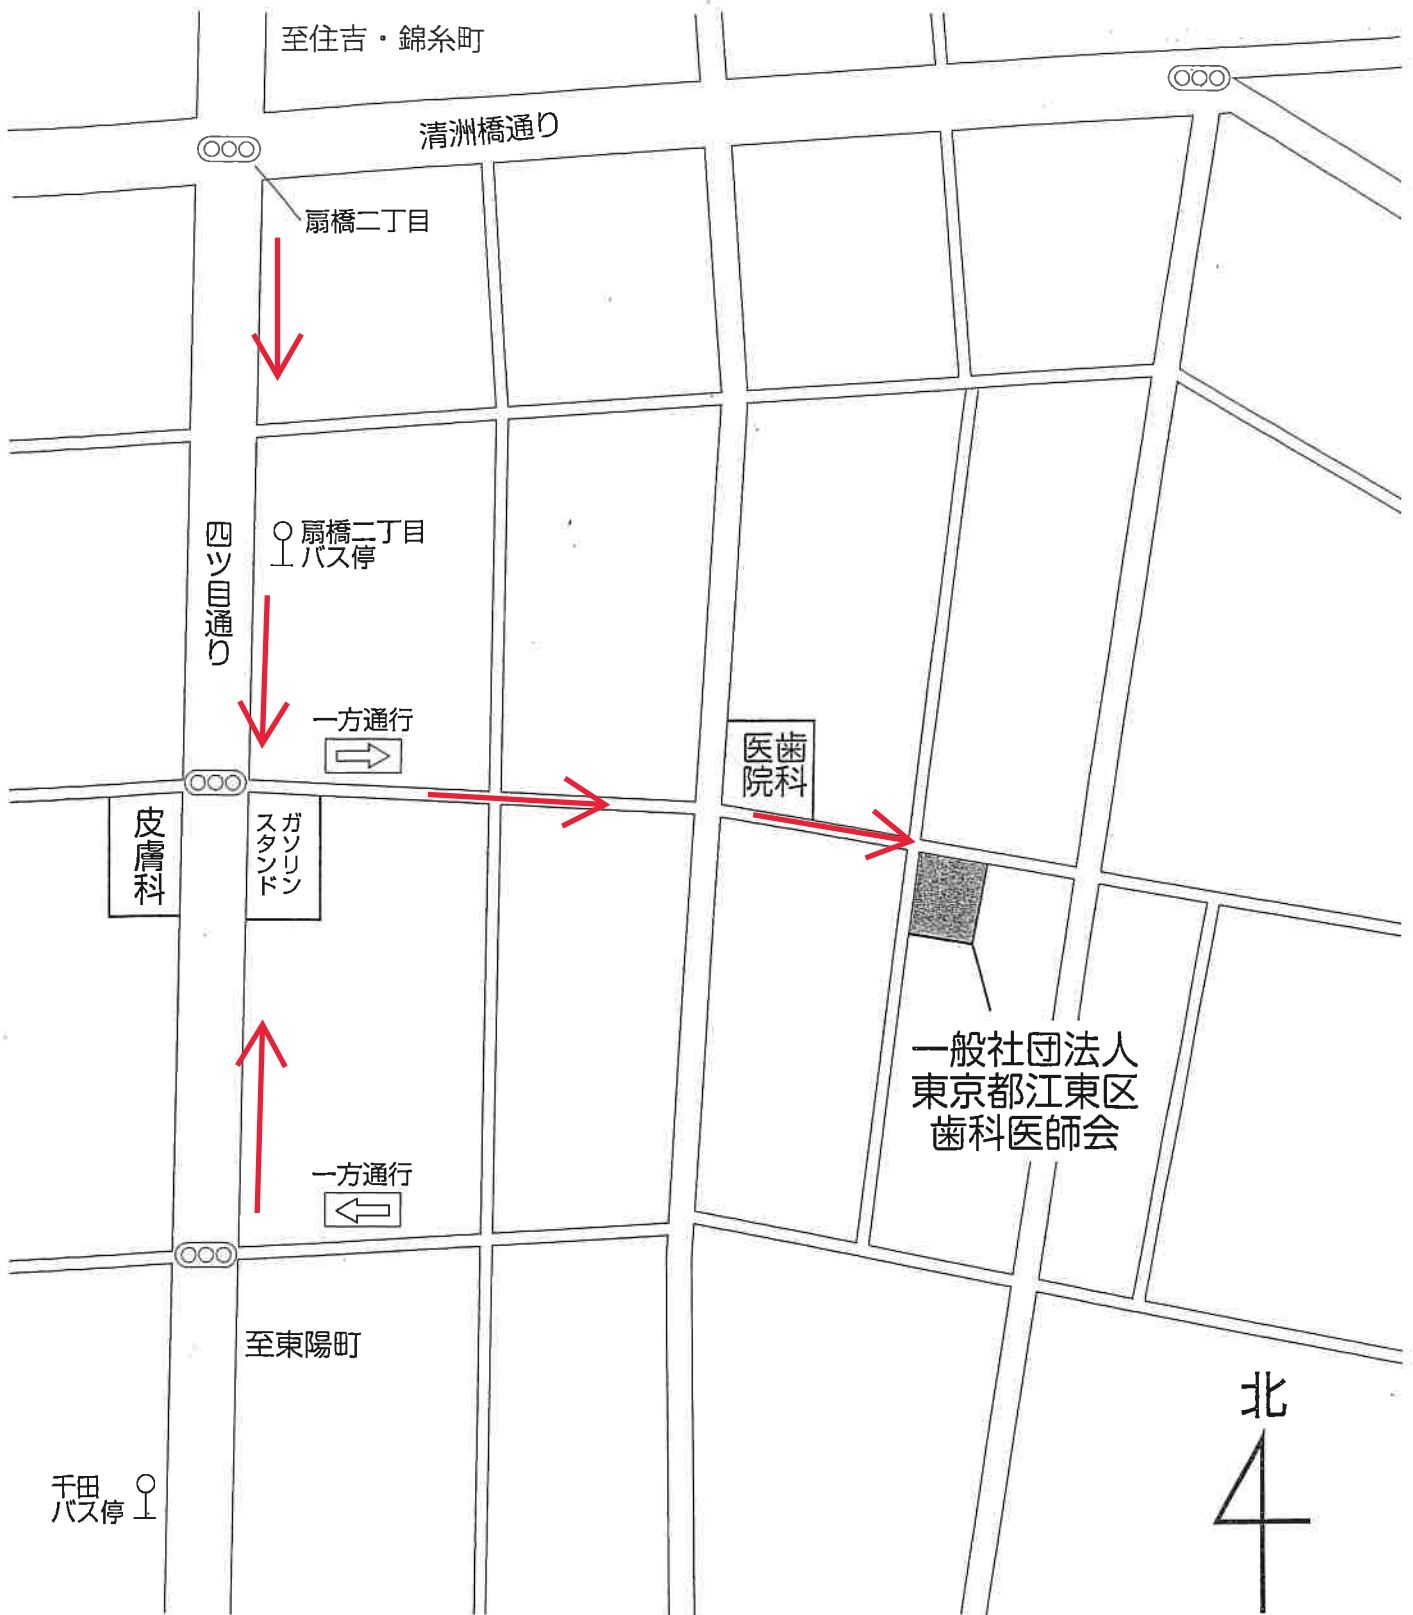 至住吉・錦糸町
清洲橋通り
扇橋二丁目
四ツ目通り
扇橋二丁目
バス停
一方通行
歯科
医院
皮膚科
ガソリン
スタンド
一般社団法人
東京都江東区
歯科医師会
一方通行
至東陽町
北
千田
バス停